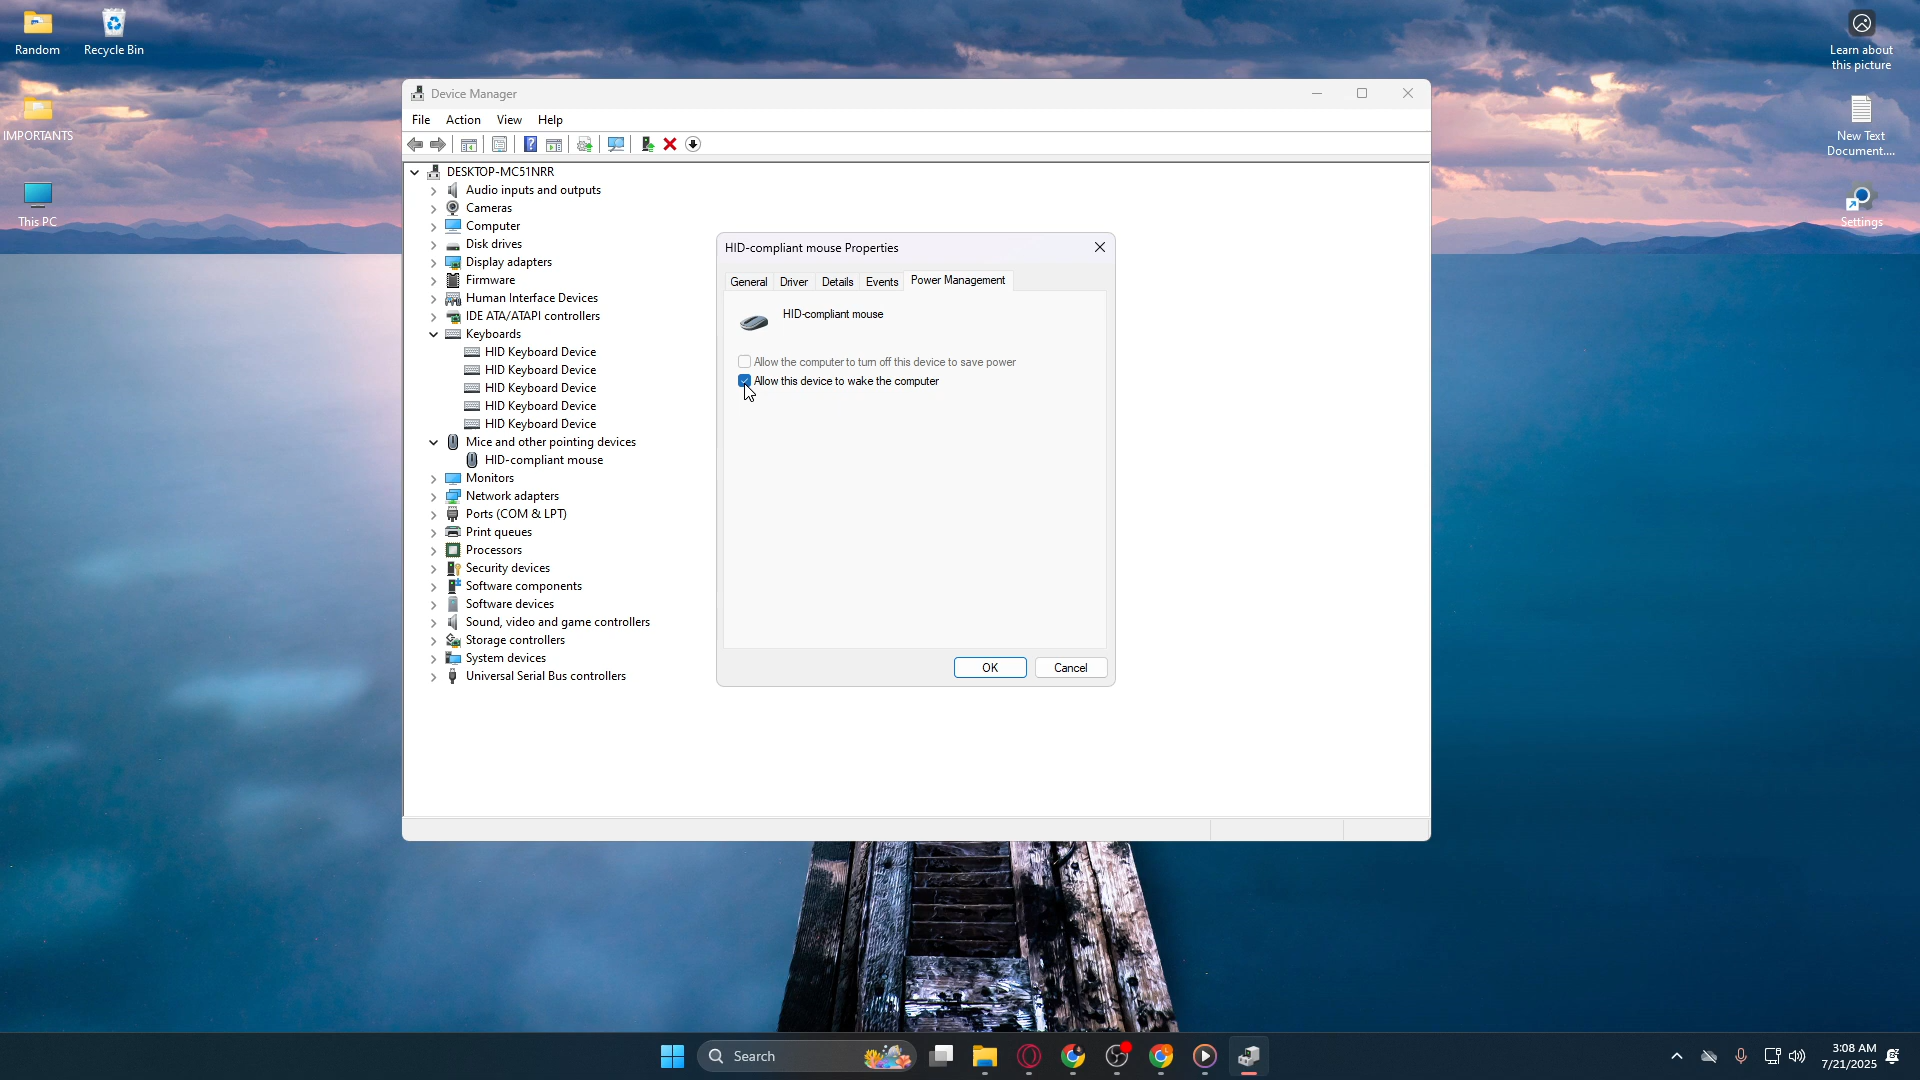 Random
Recycle Bin
IMPORTANTS
This PC
Learn about
this picture
New Text
Document....
Settings
Device Manager
File Action View Help
DESKTOP-MC51NRR
Audio inputs and outputs
Cameras
Computer
Disk drives
Display adapters
Firmware
Human Interface Devices
IDE ATA/ATAPI controllers
Keyboards
HID Keyboard Device
HID Keyboard Device
HID Keyboard Device
HID Keyboard Device
HID Keyboard Device
Mice and other pointing devices
HID-compliant mouse
Monitors
Network adapters
Ports (COM & LPT)
Print queues
Processors
Security devices
Software components
Software devices
Sound, video and game controllers
Storage controllers
System devices
Universal Serial Bus controllers
HID-compliant mouse Properties
General Driver Details Events Power Management
HID-compliant mouse
Allow the computer to turn off this device to save power
Allow this device to wake the computer
OK Cancel
Search
3:08 AM
7/21/2025